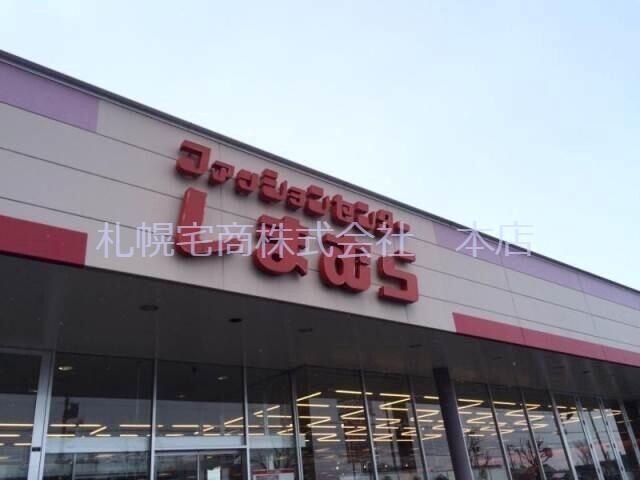 ファッションセンター
しまむら
札幌宅商株式会社　本店